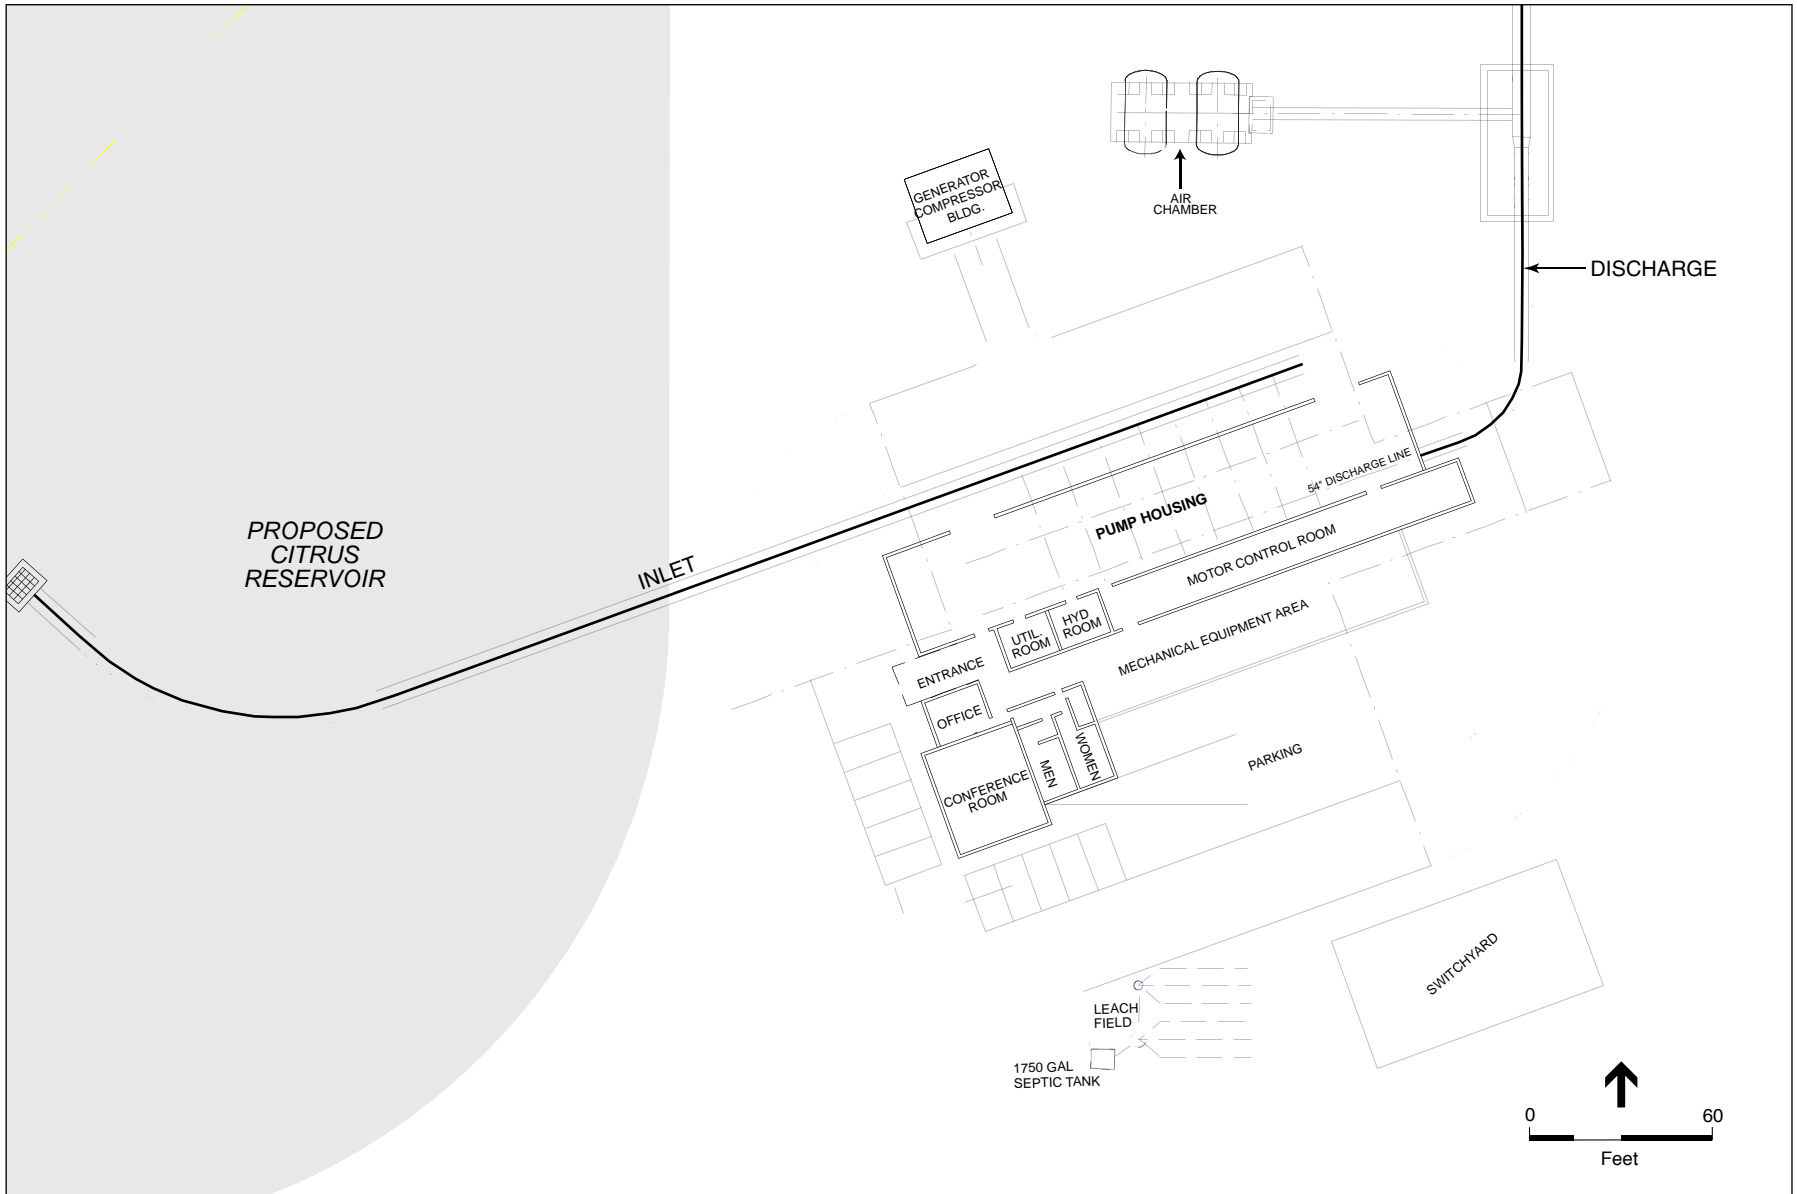 AIR
CHAMBER
GENERATOR
COMPRESSOR
BLDG.
DISCHARGE
54" DISCHARGE LINE
PUMP HOUSING
PROPOSED
CITRUS
RESERVOIR
INLET
MOTOR CONTROL ROOM
HYD
ROOM
UTIL.
ROOM
MECHANICAL EQUIPMENT AREA
ENTRANCE
OFFICE
WOMEN
MEN
CONFERENCE
ROOM
PARKING
SWITCHYARD
LEACH
FIELD
1750 GAL
SEPTIC TANK
0 60
Feet